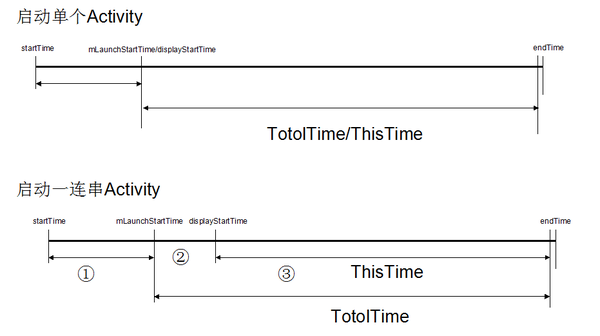 启动单个Activity
startTime
mLaunchStartTime/displayStartTime
endTime
TotolTime/ThisTime
启动一连串Activity
startTime
mLaunchStartTime
displayStartTime
endTime
①
②
③
ThisTime
TotolTime